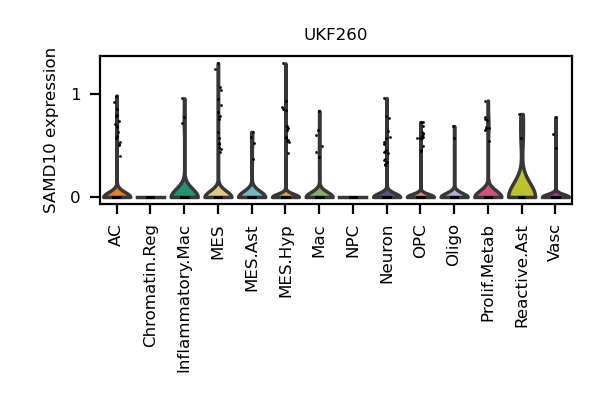 UKF260
SAMD10 expression
1
0
AC
Chromatin.Reg
Inflammatory.Mac
MES
MES.Ast
MES.Hyp
Mac
NPC
Neuron
OPC
Oligo
Prolif.Metab
Reactive.Ast
Vasc